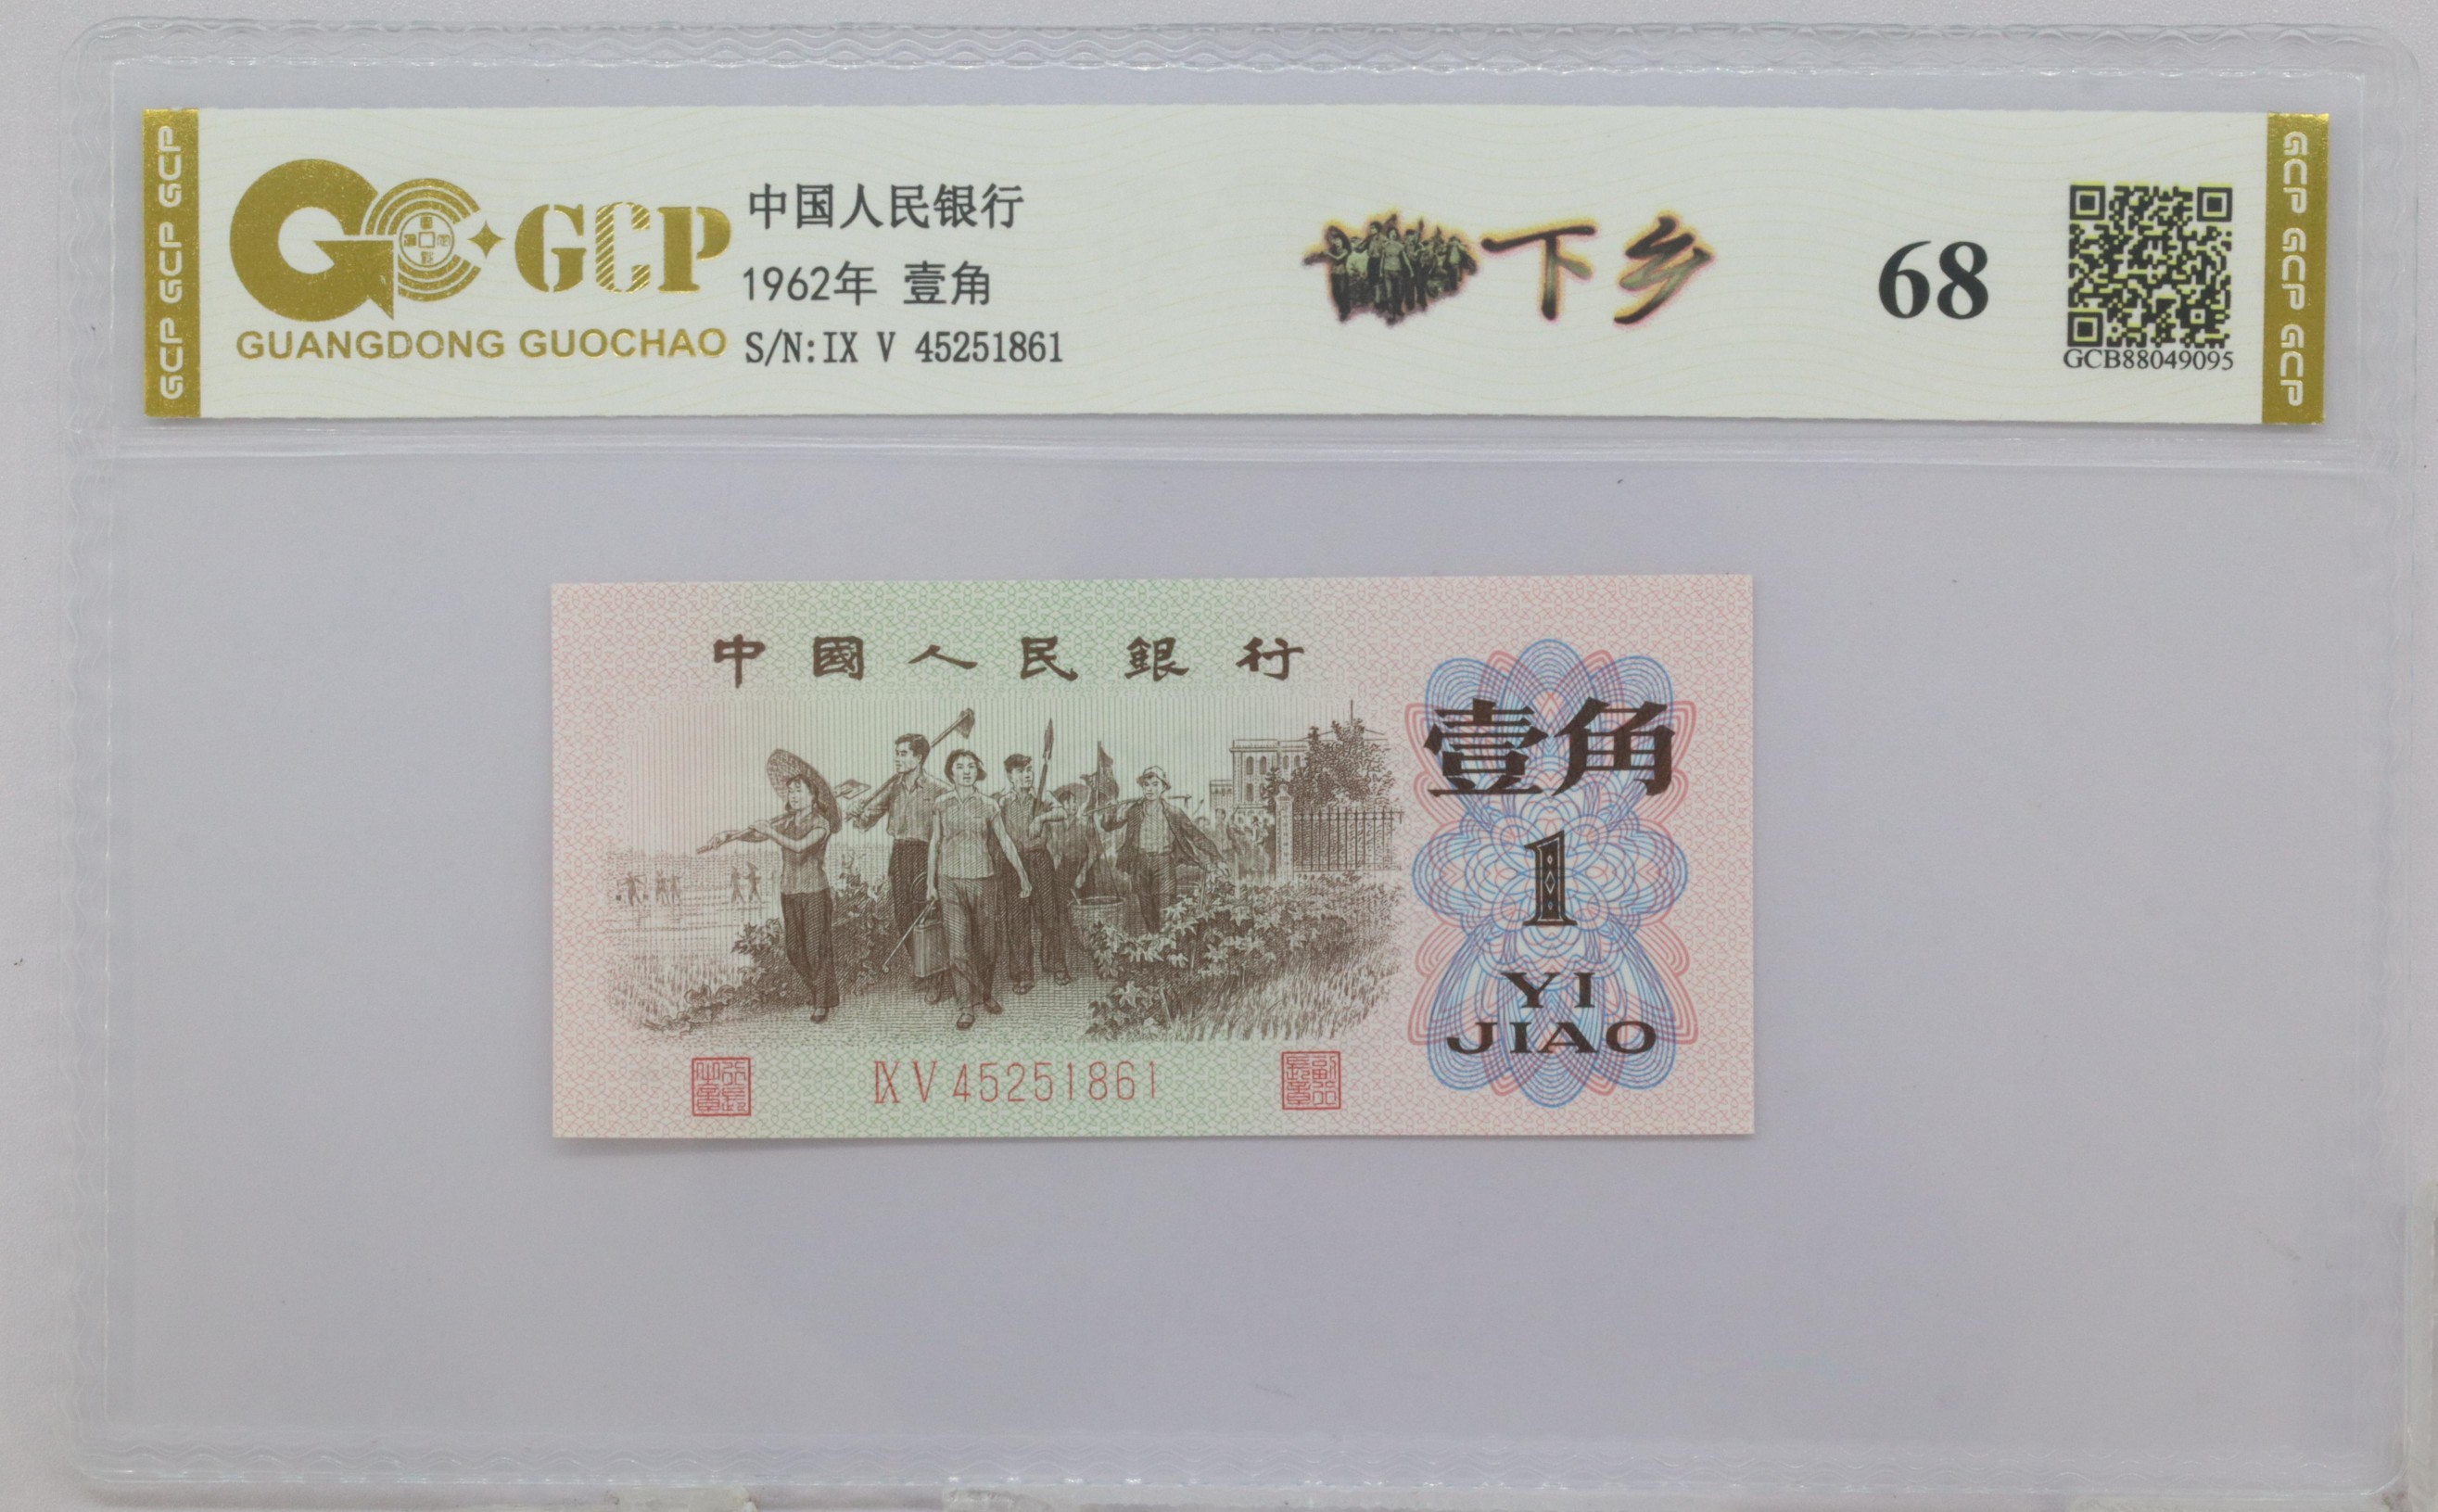 GCP GCP GCP
GCP
GUANGDONG GUOCHAO
中国人民银行
1962年 壹角
S/N:IX V 45251861
下乡
68
GCB88049095
GCP GCP GCP
中國人民銀行
壹角
1
YI
JIAO
IX V 45251861